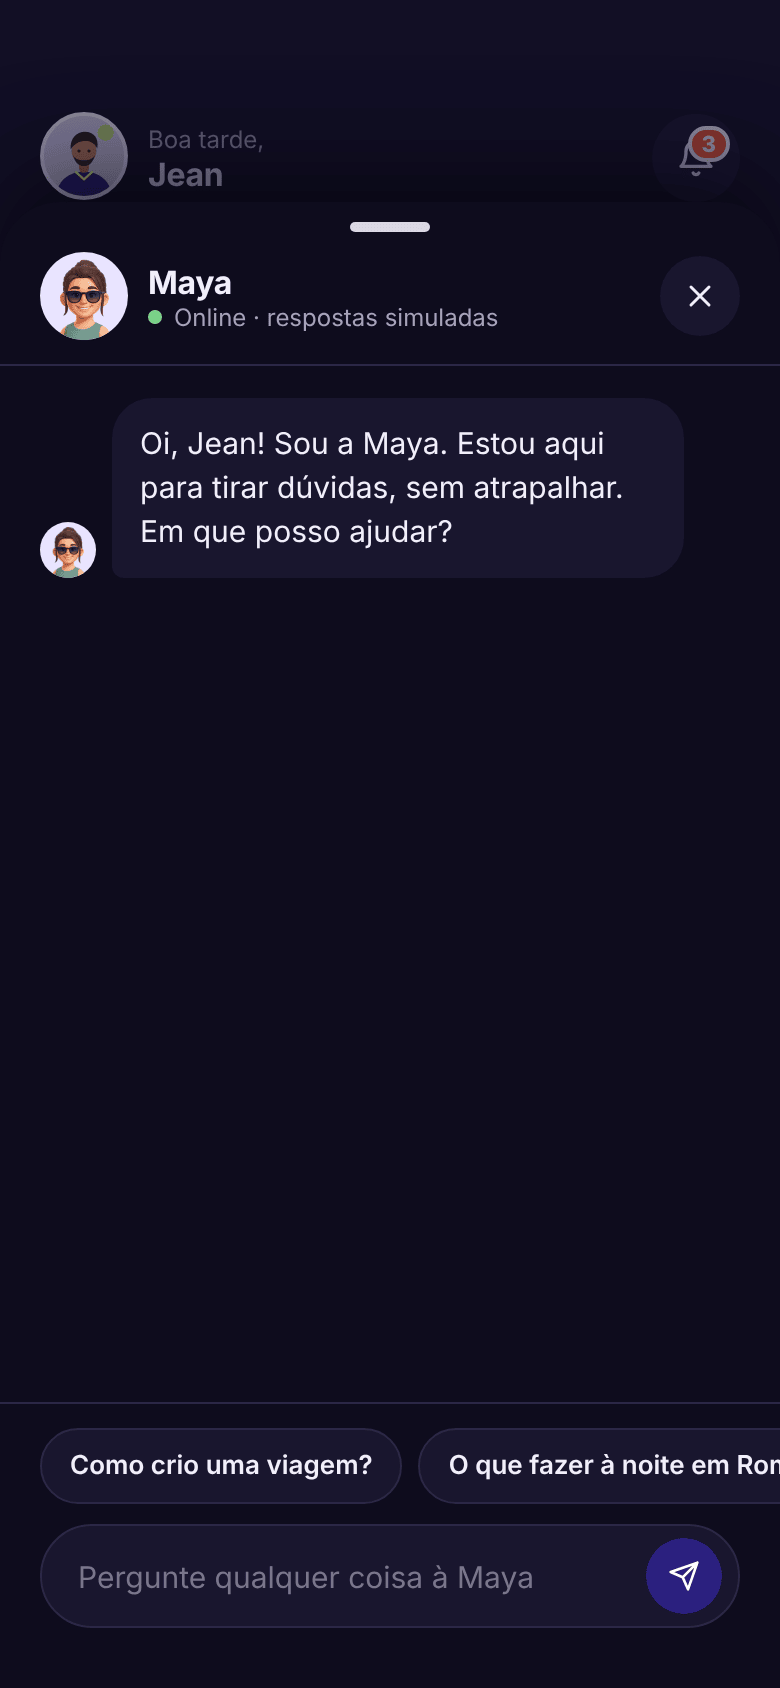 Boa tarde,
Jean
3
Maya
Online · respostas simuladas
Oi, Jean! Sou a Maya. Estou aqui
para tirar dúvidas, sem atrapalhar.
Em que posso ajudar?
Como crio uma viagem?
O que fazer à noite em
Pergunte qualquer coisa à Maya